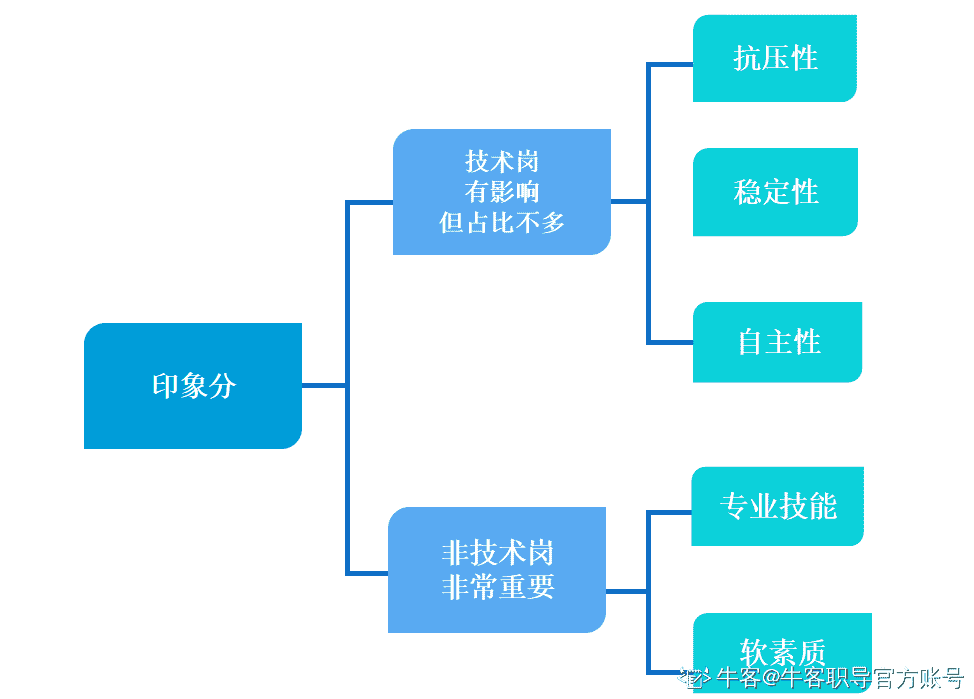 抗压性
技术岗
有影响
但占比不多
稳定性
自主性
印象分
非技术岗
非常重要
专业技能
软素质
牛客@牛客职导官方账号